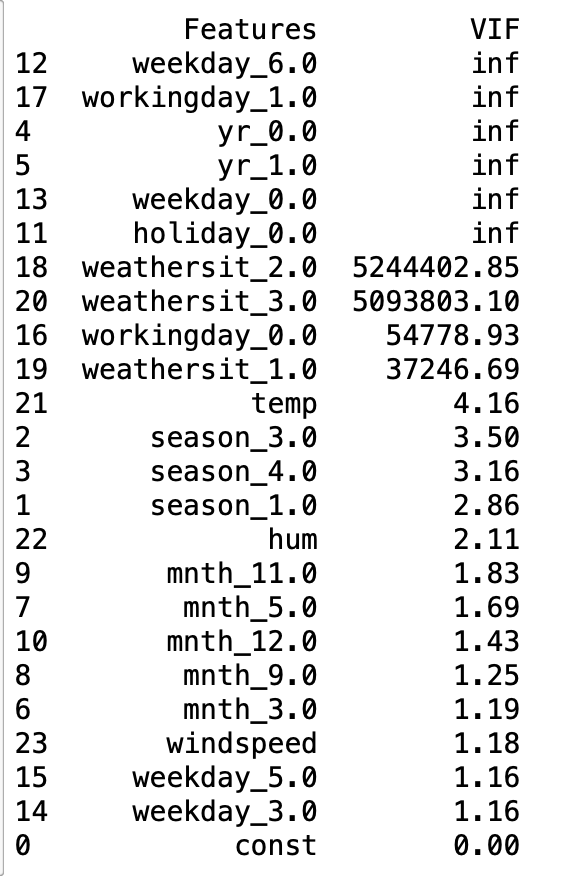 Features VIF
12 weekday_6.0 inf
17 workingday_1.0 inf
4 yr_0.0 inf
5 yr_1.0 inf
13 weekday_0.0 inf
11 holiday_0.0 inf
18 weathersit_2.0 5244402.85
20 weathersit_3.0 5093803.10
16 workingday_0.0 54778.93
19 weathersit_1.0 37246.69
21 temp 4.16
2 season_3.0 3.50
3 season_4.0 3.16
1 season_1.0 2.86
22 hum 2.11
9 mnth_11.0 1.83
7 mnth_5.0 1.69
10 mnth_12.0 1.43
8 mnth_9.0 1.25
6 mnth_3.0 1.19
23 windspeed 1.18
15 weekday_5.0 1.16
14 weekday_3.0 1.16
0 const 0.00